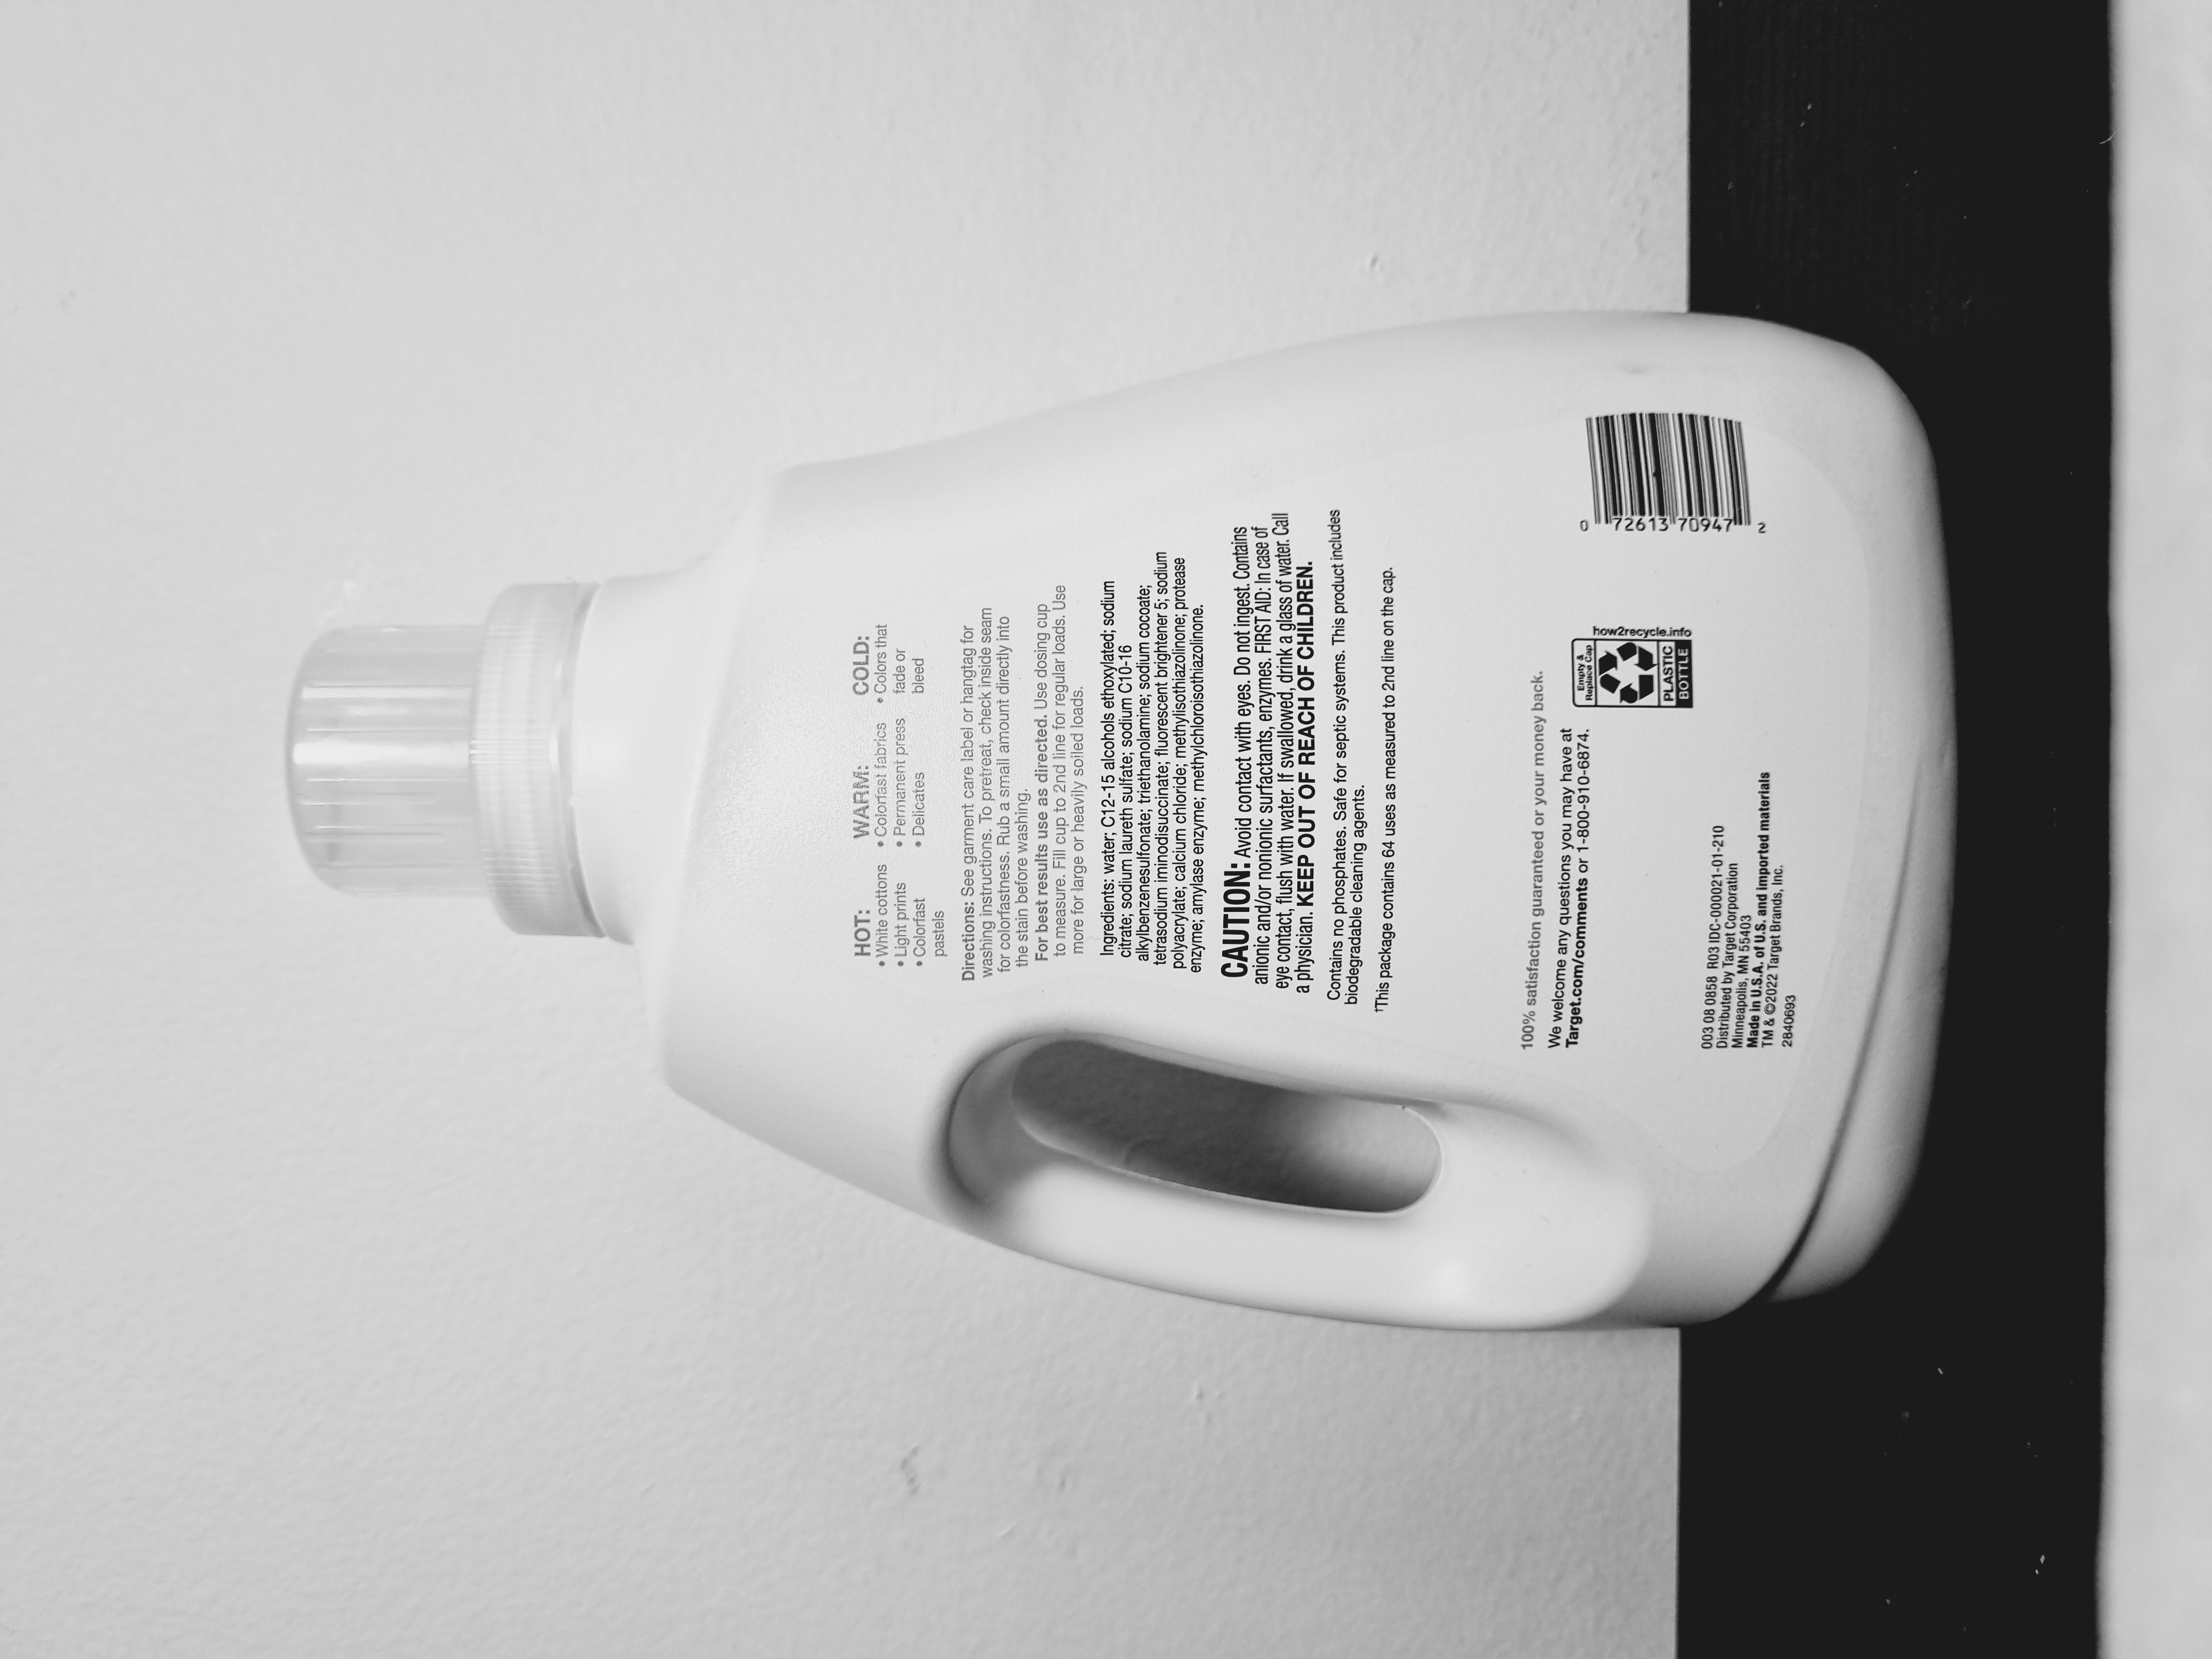 HOT:
• White cottons
• Light prints
• Colorfast
pastels
WARM:
• Colorfast fabrics
• Permanent press
• Delicates
COLD:
• Colors that
fade or
bleed
Directions: See garment care label or hangtag for
washing instructions. To pretreat, check inside seam
for colorfastness. Rub a small amount directly into
the stain before washing.
For best results use as directed. Use dosing cup
to measure. Fill cup to 2nd line for regular loads. Use
more for large or heavily soiled loads.
Ingredients: water; C12-15 alcohols ethoxylated; sodium
citrate; sodium laureth sulfate; sodium C10-16
alkylbenzenesulfonate; triethanolamine; sodium cocoate;
tetrasodium iminodisuccinate; fluorescent brightener 5; sodium
polyacrylate; calcium chloride; methylisothiazolinone; protease
enzyme; amylase enzyme; methylchloroisothiazolinone.
CAUTION: Avoid contact with eyes. Do not ingest. Contains
anionic and/or nonionic surfactants, enzymes. FIRST AID: In case of
eye contact, flush with water. If swallowed, drink a glass of water. Call
a physician. KEEP OUT OF REACH OF CHILDREN.
Contains no phosphates. Safe for septic systems. This product includes
biodegradable cleaning agents.
†This package contains 64 uses as measured to 2nd line on the cap.
100% satisfaction guaranteed or your money back.
We welcome any questions you may have at
Target.com/comments or 1-800-910-6874.
Empty &
Replace Cap
PLASTIC
BOTTLE
how2recycle.info
0 72613 70947 2
003 08 0858 R03 IDC-000021-01-210
Distributed by Target Corporation
Minneapolis, MN 55403
Made in U.S.A. of U.S. and imported materials
TM & ©2022 Target Brands, Inc.
2840693